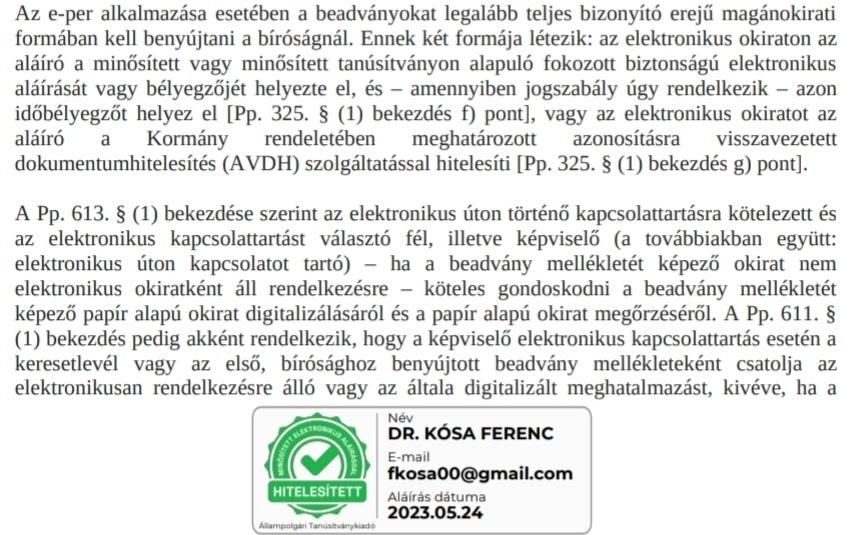 Az e-per alkalmazása esetében a beadványokat legalább teljes bizonyító erejű magánokirati
formában kell benyújtani a bíróságnál. Ennek két formája létezik: az elektronikus okiraton az
aláíró a minősített vagy minősített tanúsítványon alapuló fokozott biztonságú elektronikus
aláírását vagy bélyegzőjét helyezte el, és – amennyiben jogszabály úgy rendelkezik – azon
időbélyegzőt helyez el [Pp. 325. § (1) bekezdés f) pont], vagy az elektronikus okiratot az
aláíró a Kormány rendeletében meghatározott azonosításra visszavezetett
dokumentumhitelesítés (AVDH) szolgáltatással hitelesíti [Pp. 325. § (1) bekezdés g) pont].
A Pp. 613. § (1) bekezdése szerint az elektronikus úton történő kapcsolattartásra kötelezett és
az elektronikus kapcsolattartást választó fél, illetve képviselő (a továbbiakban együtt:
elektronikus úton kapcsolatot tartó) – ha a beadvány mellékletét képező okirat nem
elektronikus okiratként áll rendelkezésre – köteles gondoskodni a beadvány mellékletét
képező papír alapú okirat digitalizálásáról és a papír alapú okirat megőrzéséről. A Pp. 611. §
(1) bekezdés pedig akként rendelkezik, hogy a képviselő elektronikus kapcsolattartás esetén a
keresetlevél vagy az első, bírósághoz benyújtott beadvány mellékleteként csatolja az
elektronikusan rendelkezésre álló vagy az általa digitalizált meghatalmazást, kivéve, ha a
MINŐSÍTETT ELEKTRONIKUS ALÁÍRÁSSAL
HITELESÍTETT
Állampolgári Tanúsítványkiadó
Név
DR. KÓSA FERENC
E-mail
fkosa00@gmail.com
Aláírás dátuma
2023.05.24